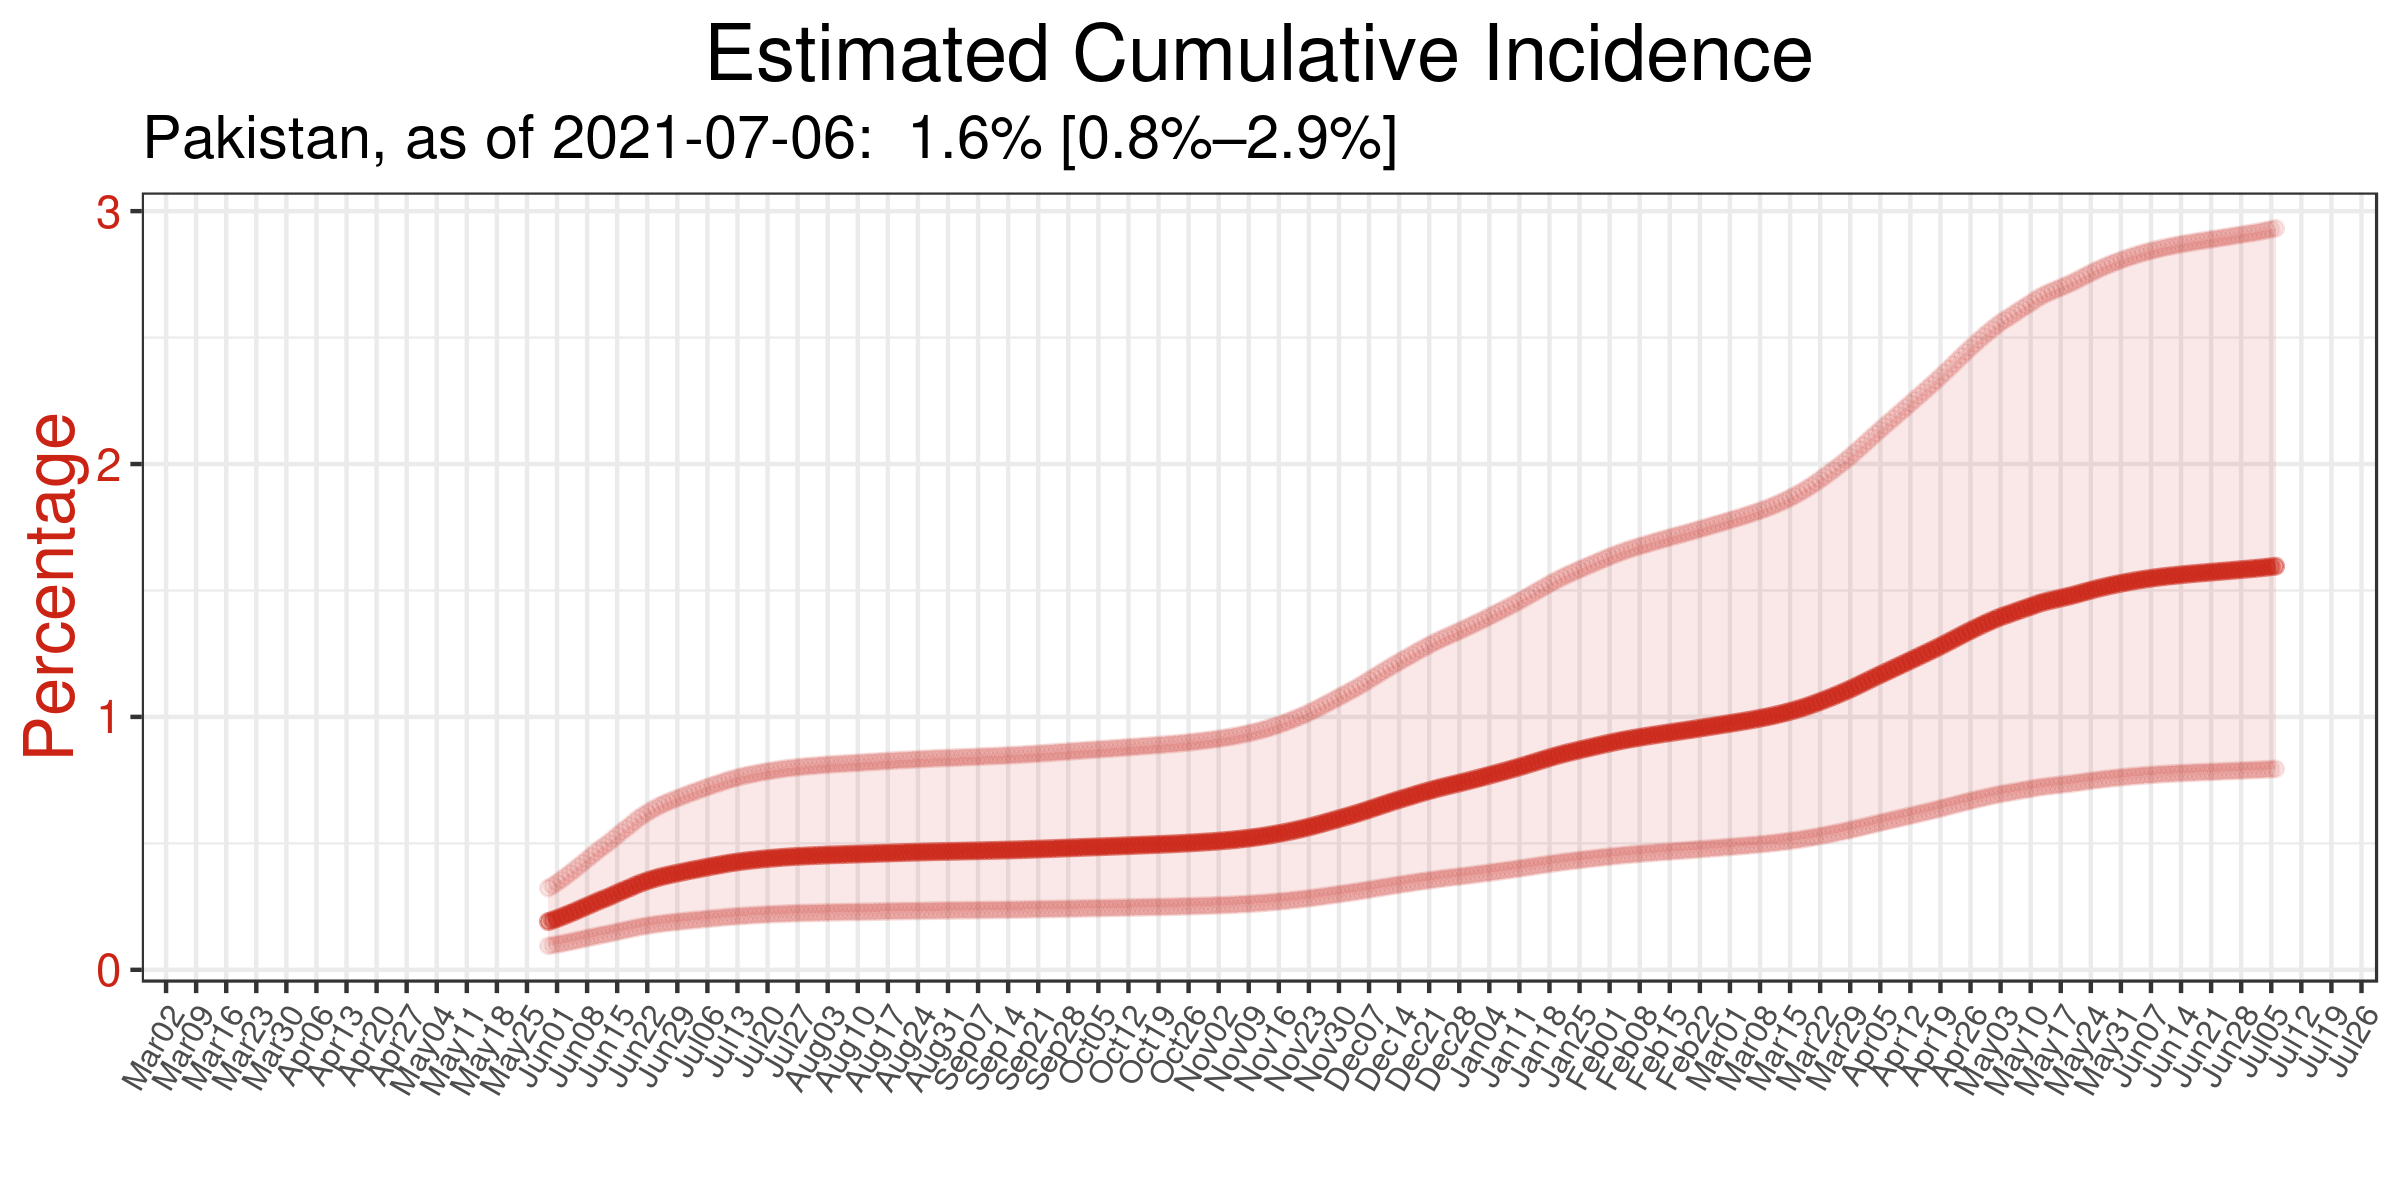 Estimated Cumulative Incidence
Pakistan, as of 2021-07-06:  1.6% [0.8%–2.9%]
Percentage
3
2
1
0
Mar02
Mar09
Mar16
Mar23
Mar30
Apr06
Apr13
Apr20
Apr27
May04
May11
May18
May25
Jun01
Jun08
Jun15
Jun22
Jun29
Jul06
Jul13
Jul20
Jul27
Aug03
Aug10
Aug17
Aug24
Aug31
Sep07
Sep14
Sep21
Sep28
Oct05
Oct12
Oct19
Oct26
Nov02
Nov09
Nov16
Nov23
Nov30
Dec07
Dec14
Dec21
Dec28
Jan04
Jan11
Jan18
Jan25
Feb01
Feb08
Feb15
Feb22
Mar01
Mar08
Mar15
Mar22
Mar29
Apr05
Apr12
Apr19
Apr26
May03
May10
May17
May24
May31
Jun07
Jun14
Jun21
Jun28
Jul05
Jul12
Jul19
Jul26